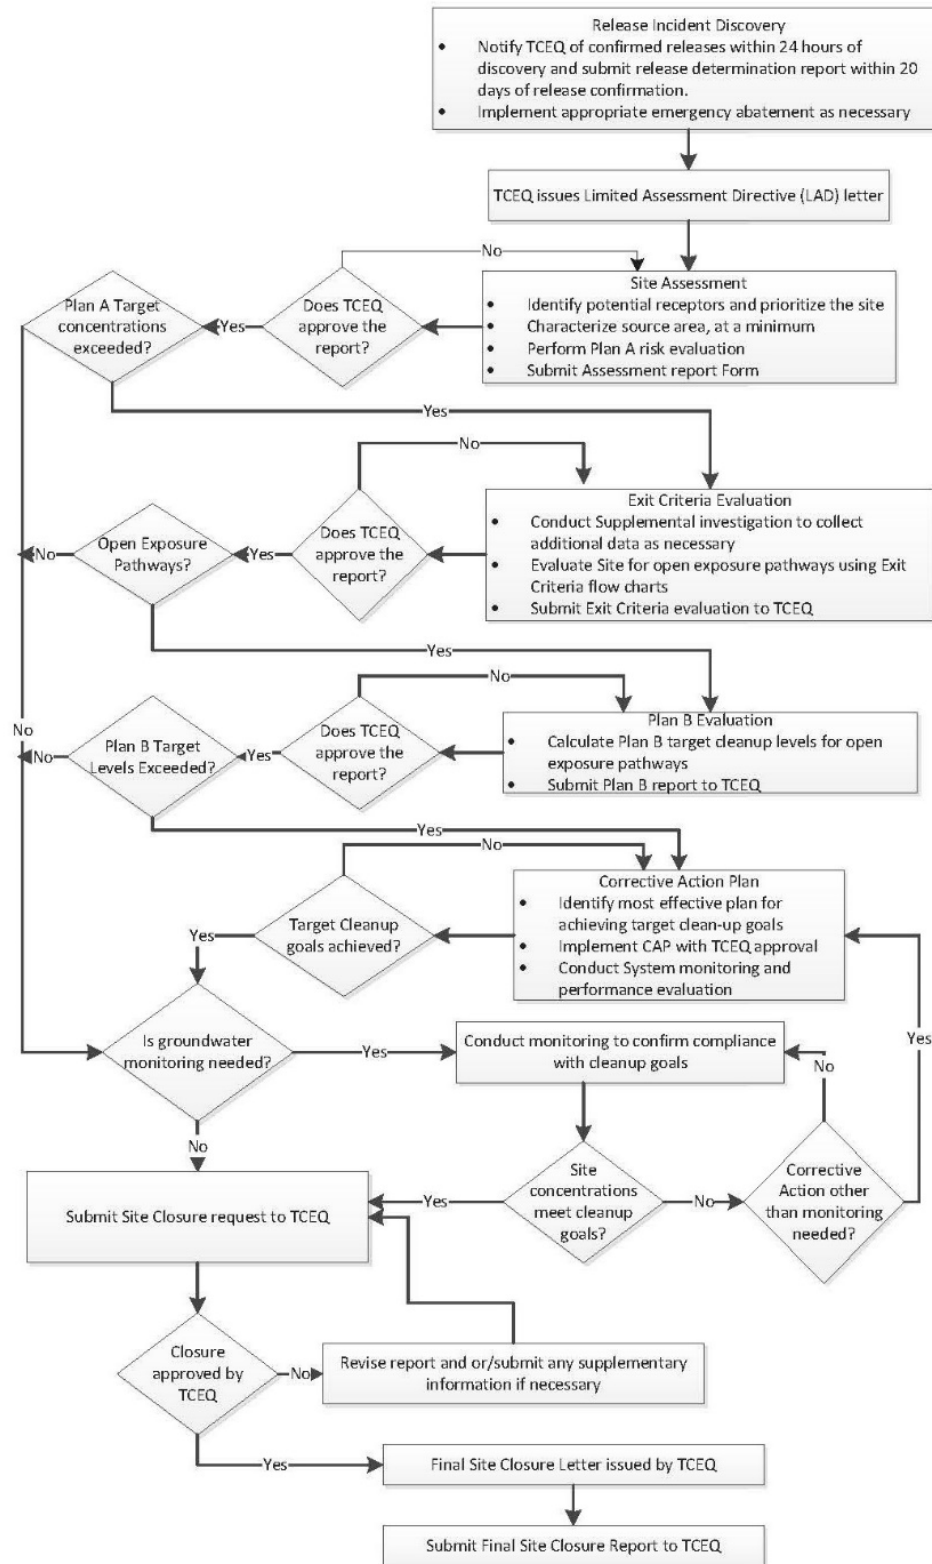 Release Incident Discovery
• Notify TCEQ of confirmed releases within 24 hours of
discovery and submit release determination report within 20
days of release confirmation.
• Implement appropriate emergency abatement as necessary
TCEQ issues Limited Assessment Directive (LAD) letter
No
Site Assessment
• Identify potential receptors and prioritize the site
• Characterize source area, at a minimum
• Perform Plan A risk evaluation
• Submit Assessment report Form
Does TCEQ
approve the
report?
Yes
Plan A Target
concentrations
exceeded?
Yes
No
Exit Criteria Evaluation
• Conduct Supplemental investigation to collect
additional data as necessary
• Evaluate Site for open exposure pathways using Exit
Criteria flow charts
• Submit Exit Criteria evaluation to TCEQ
Does TCEQ
approve the
report?
Yes
Open Exposure
Pathways?
No
Yes
No
Plan B Evaluation
• Calculate Plan B target cleanup levels for open
exposure pathways
• Submit Plan B report to TCEQ
Does TCEQ
approve the
report?
Yes
Plan B Target
Levels Exceeded?
No
No
Yes
No
Corrective Action Plan
• Identify most effective plan for
achieving target clean-up goals
• Implement CAP with TCEQ approval
• Conduct System monitoring and
performance evaluation
Target Cleanup
goals achieved?
Yes
Is groundwater
monitoring needed?
Yes
Conduct monitoring to confirm compliance
with cleanup goals
No
Yes
No
Submit Site Closure request to TCEQ
Yes
Site
concentrations
meet cleanup
goals?
No
Corrective
Action other
than monitoring
needed?
Closure
approved by
TCEQ
No
Revise report and or/submit any supplementary
information if necessary
Yes
Final Site Closure Letter issued by TCEQ
Submit Final Site Closure Report to TCEQ